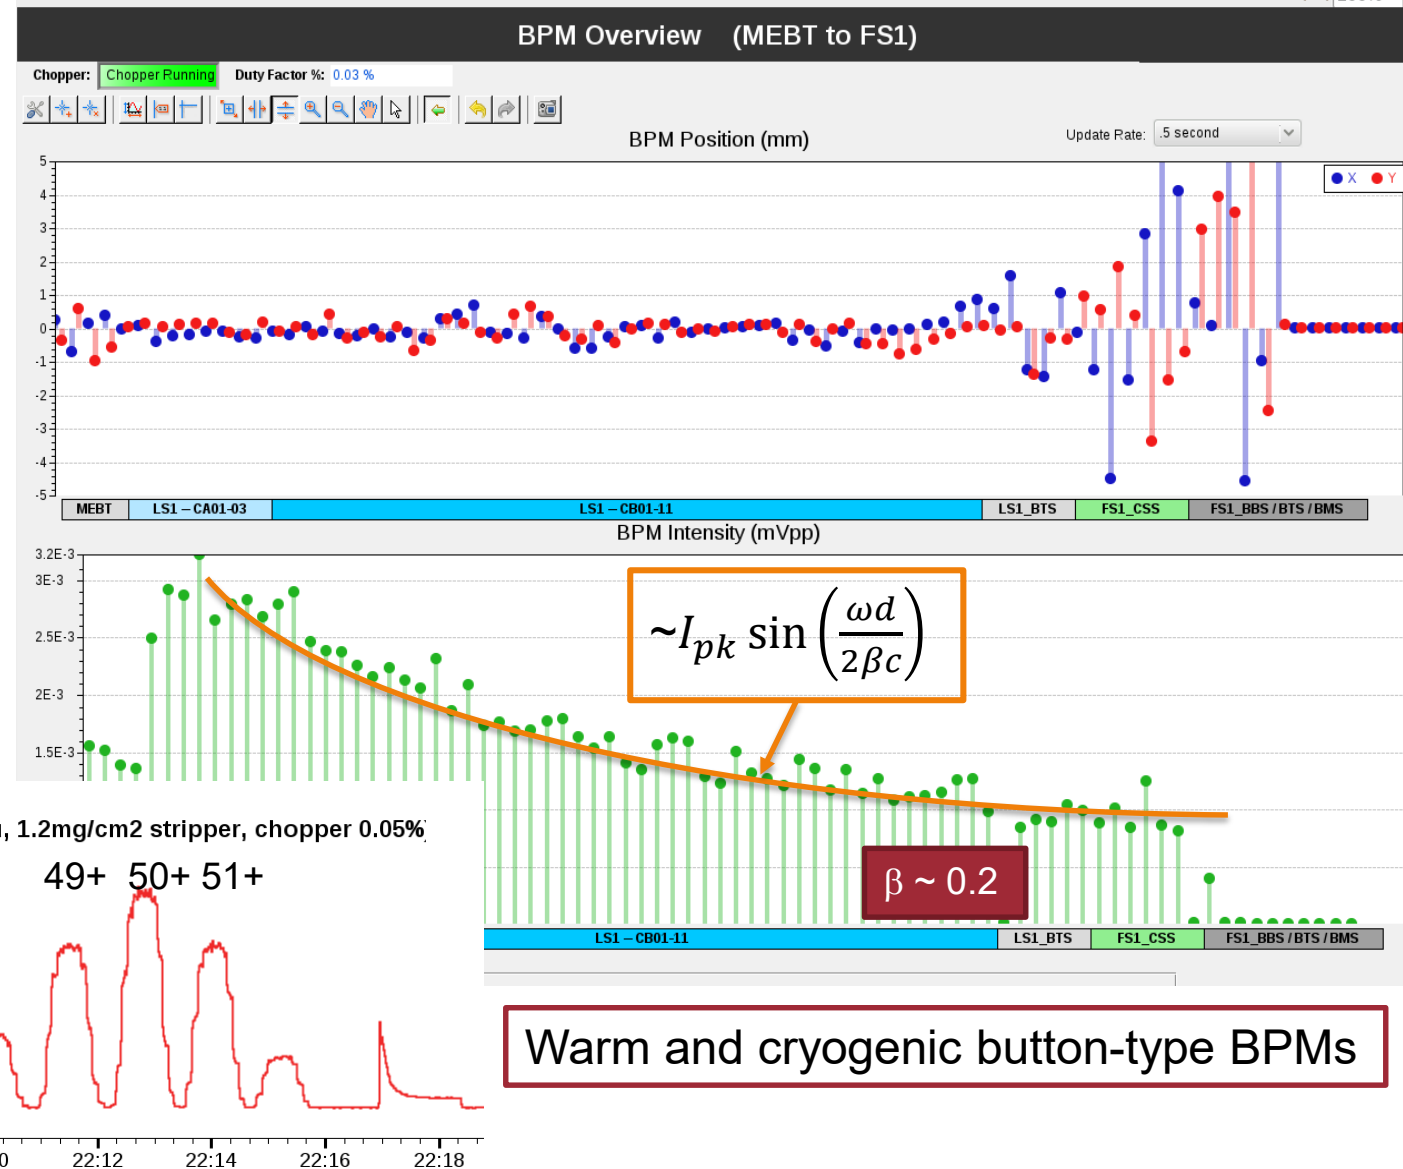 BPM Overview (MEBT to FS1)
Chopper: Chopper Running Duty Factor %: 0.03 %
BPM Position (mm)
Update Rate: .5 second
X Y
5
4
3
2
1
0
-1
-2
-3
-4
-5
MEBT LS1 – CA01-03 LS1 – CB01-11 LS1_BTS FS1_CSS FS1_BBS / BTS / BMS
BPM Intensity (mVpp)
3.2E-3
3E-3
2.5E-3
2E-3
1.5E-3
~I_pk sin(ωd/2βc)
β ~ 0.2
, 1.2mg/cm2 stripper, chopper 0.05%)
49+ 50+ 51+
LS1 – CB01-11 LS1_BTS FS1_CSS FS1_BBS / BTS / BMS
Warm and cryogenic button-type BPMs
0 22:12 22:14 22:16 22:18